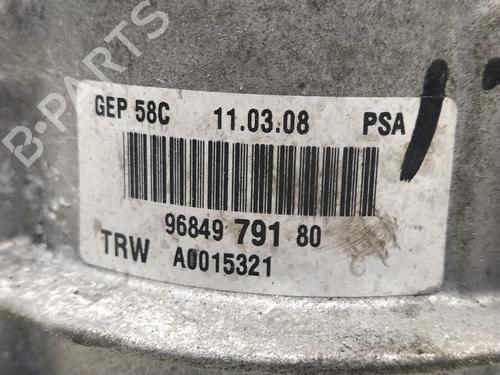 B-PARTS
GEP 58C 11.03.08 PSA
96849 791 80
TRW A0015321